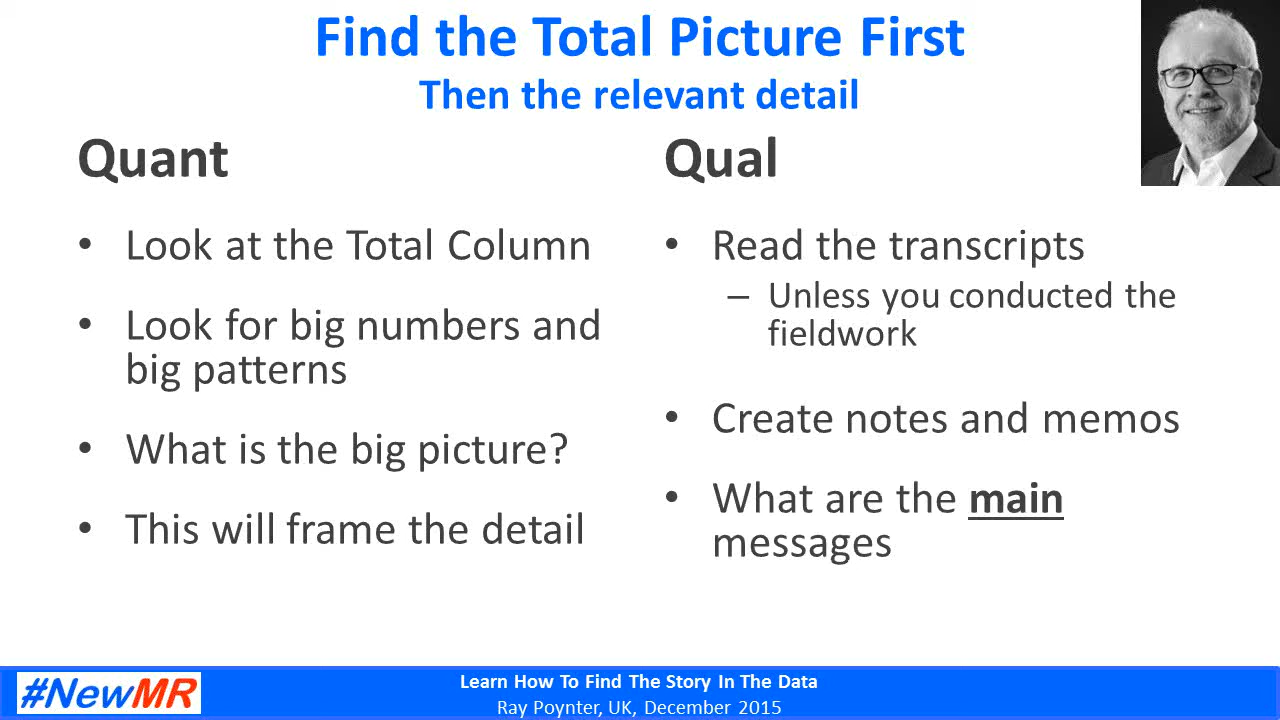 Find the Total Picture First
Then the relevant detail
Quant
• Look at the Total Column
• Look for big numbers and
big patterns
• What is the big picture?
• This will frame the detail
Qual
• Read the transcripts
– Unless you conducted the
fieldwork
• Create notes and memos
• What are the main
messages
#NewMR
Learn How To Find The Story In The Data
Ray Poynter, UK, December 2015